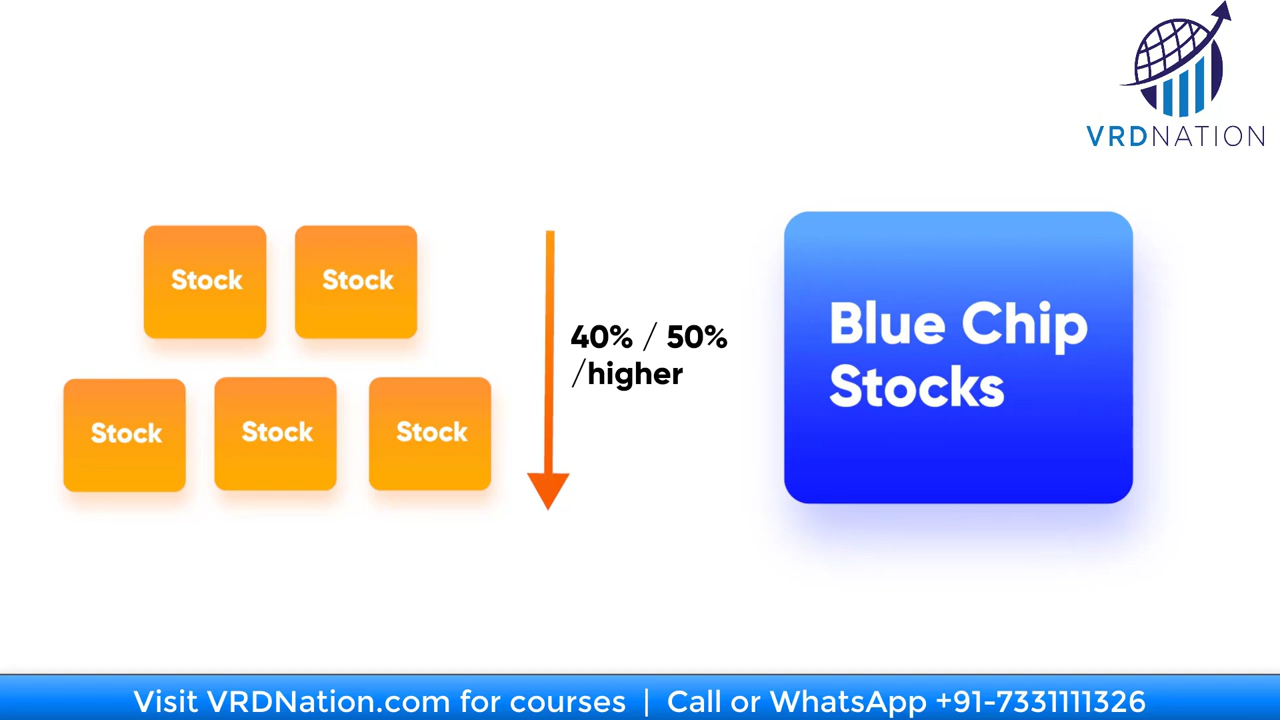 VRDNATION
Stock
Stock
Stock
Stock
Stock
40% / 50%
/higher
Blue Chip
Stocks
Visit VRDNation.com for courses | Call or WhatsApp +91-7331111326